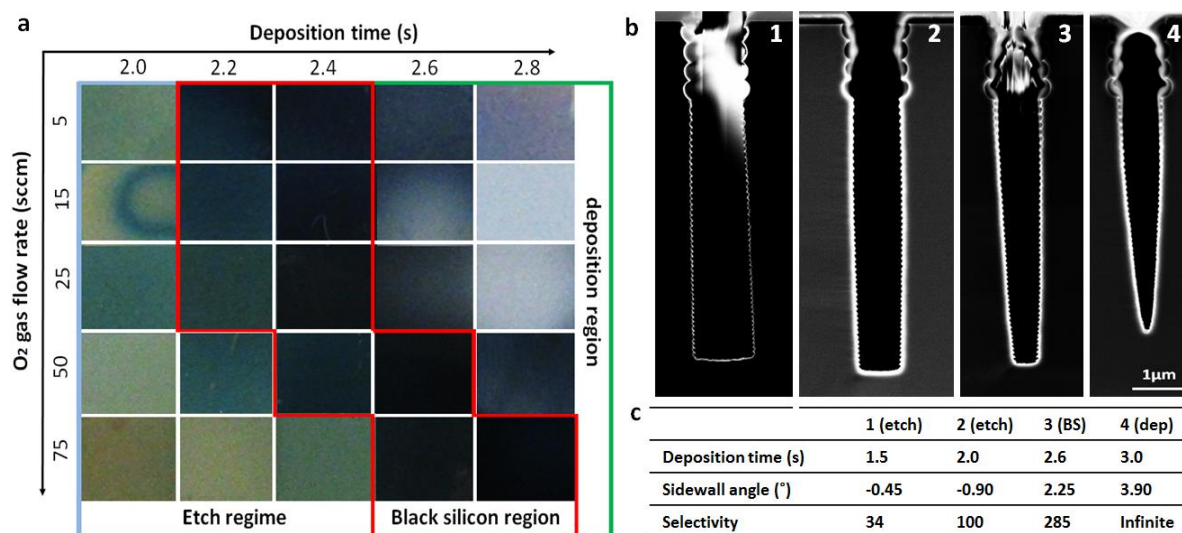 a
Deposition time (s)
2.0 2.2 2.4 2.6 2.8
O₂ gas flow rate (sccm)
5
15
25
50
75
deposition region
Etch regime
Black silicon region
b
1
2
3
4
1µm
c
1 (etch) 2 (etch) 3 (BS) 4 (dep)
Deposition time (s) 1.5 2.0 2.6 3.0
Sidewall angle (°) -0.45 -0.90 2.25 3.90
Selectivity 34 100 285 Infinite